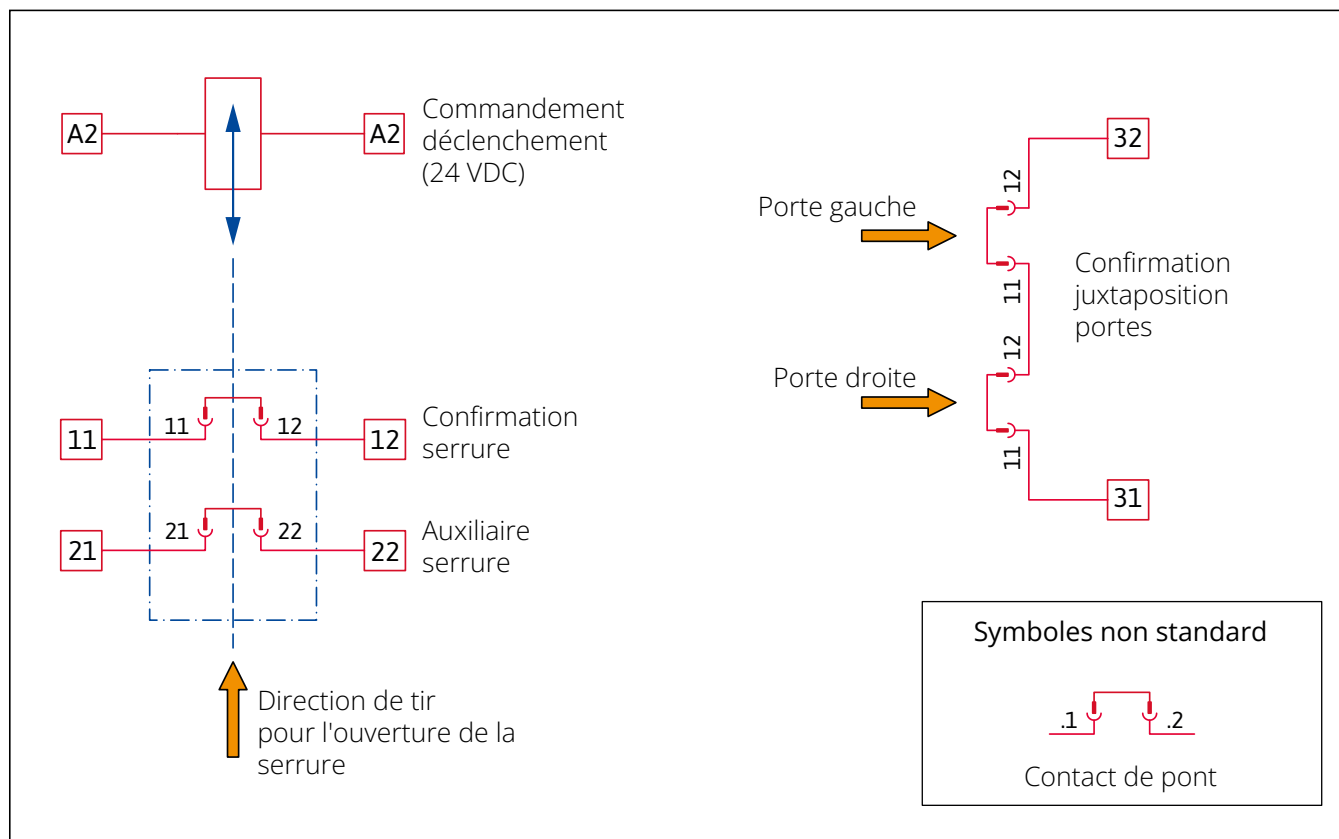 A2
A2
Commandement
déclenchement
(24 VDC)
11
11
12
12
Confirmation
serrure
21
21
22
22
Auxiliaire
serrure
Direction de tir
pour l'ouverture de la
serrure
32
12
Porte gauche
11
Confirmation
juxtaposition
portes
12
Porte droite
11
31
Symboles non standard
.1
.2
Contact de pont